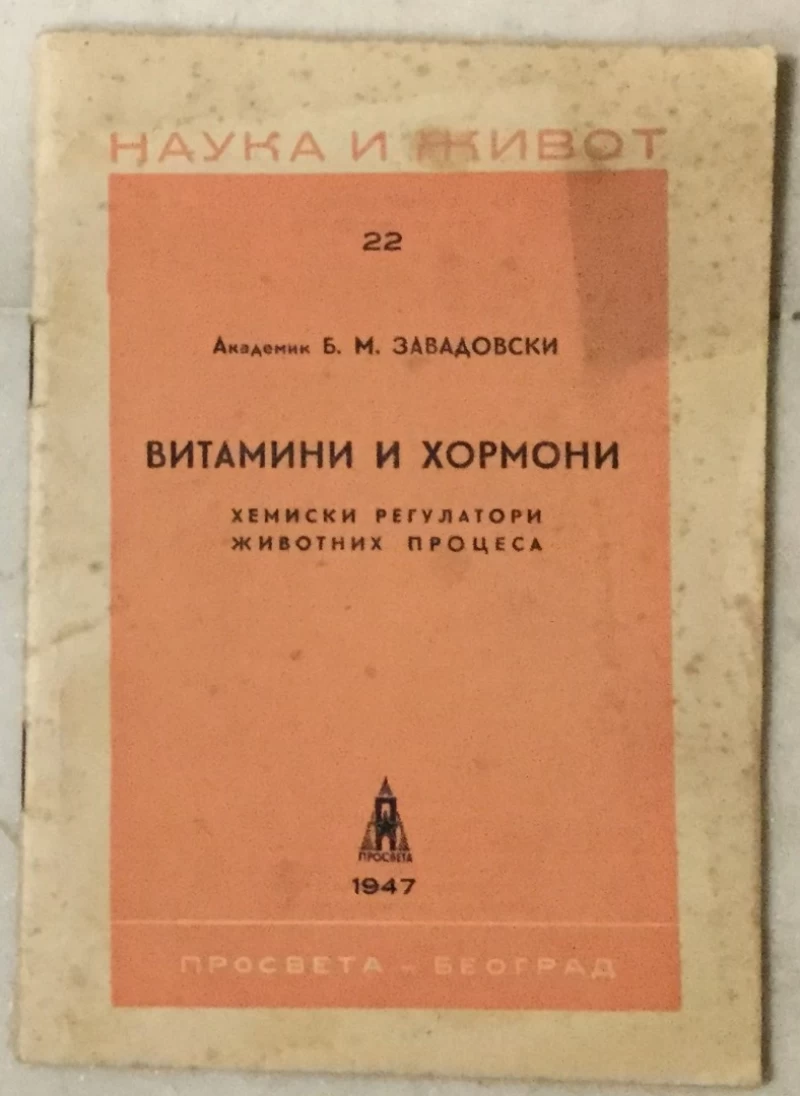 НАУКА И ЖИВОТ
22
Академик Б. М. ЗАВАДОВСКИ
ВИТАМИНИ И ХОРМОНИ
ХЕМИСКИ РЕГУЛАТОРИ
ЖИВОТНИХ ПРОЦЕСА
ПРОСВЕТА
1947
ПРОСВЕТА – БЕОГРАД